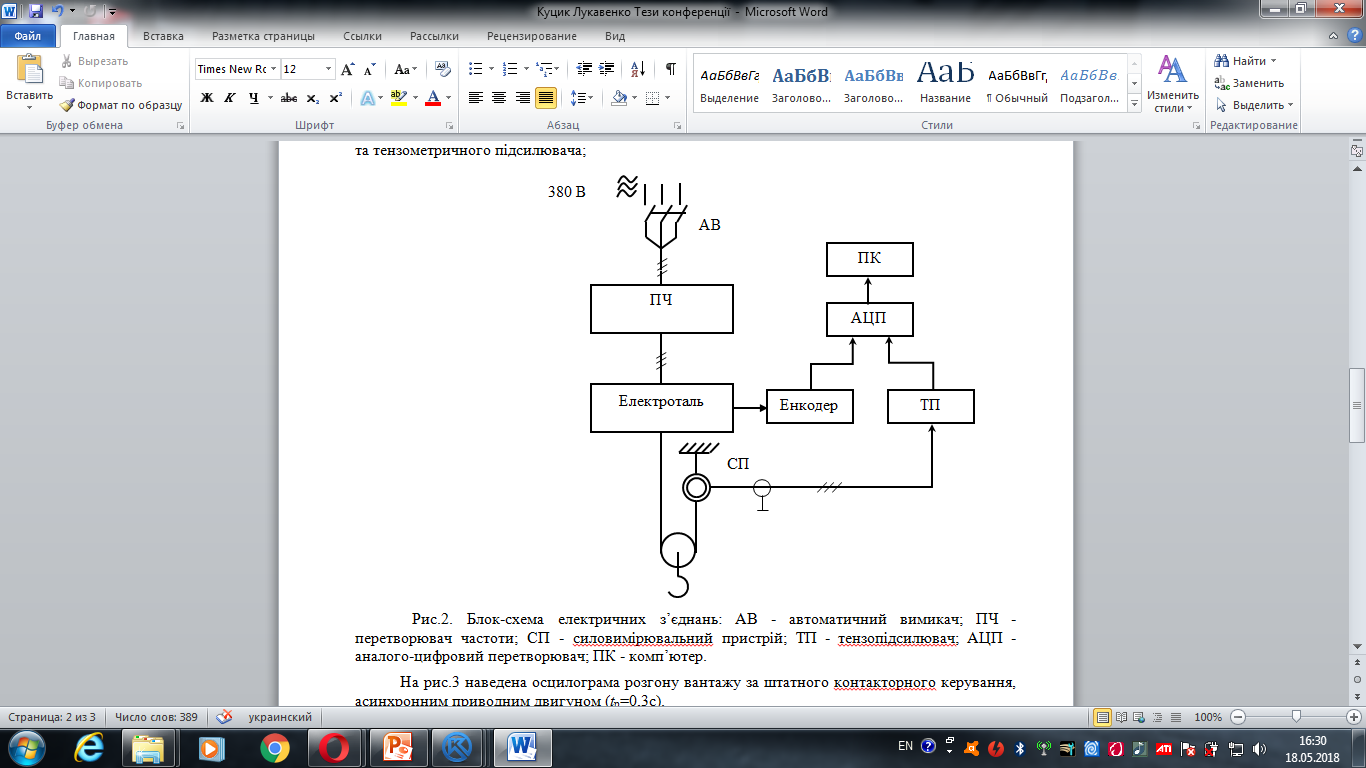 Куцик Лукавенко Тези конференції - Microsoft Word
Файл Главная Вставка Разметка страницы Ссылки Рассылки Рецензирование Вид
Вставить
Вырезать
Копировать
Формат по образцу
Буфер обмена
Times New Ro 12
Шрифт
Абзац
АаБбВвГг АаБбВ АаБбВв АаБ АаБбВвГг, АаБбВв
Выделение Заголово... Заголово... Название ¶ Обычный Подзагол...
Стили
Изменить стили
Найти
Заменить
Выделить
Редактирование
та тензометричного підсилювача;
380 В
АВ
ПК
ПЧ
АЦП
Електроталь
Енкодер
ТП
СП
Рис.2. Блок-схема електричних з’єднань: АВ - автоматичний вимикач; ПЧ -
перетворювач частоти; СП - силовимірювальний пристрій; ТП - тензопідсилювач; АЦП -
аналого-цифровий перетворювач; ПК - комп’ютер.
На рис.3 наведена осцилограма розгону вантажу за штатного контакторного керування,
асинхронним приводним двигуном (tп=0,3с).
Страница: 2 из 3 Число слов: 389 украинский 100%
EN 16:30
18.05.2018